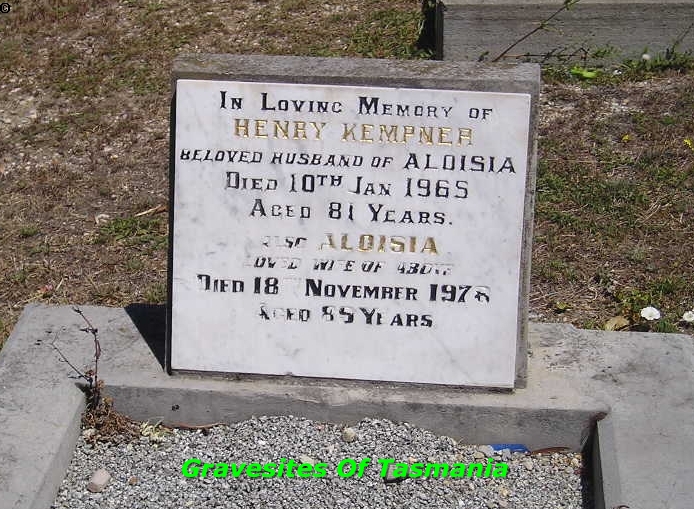 In Loving Memory of
HENRY KEMPNER
BELOVED HUSBAND OF ALOISIA
Died 10TH Jan 1965
Aged 81 Years.
ALSO ALOISIA
LOVED WIFE OF ABOVE
Died 18 November
Aged Years
Gravesites Of Tasmania